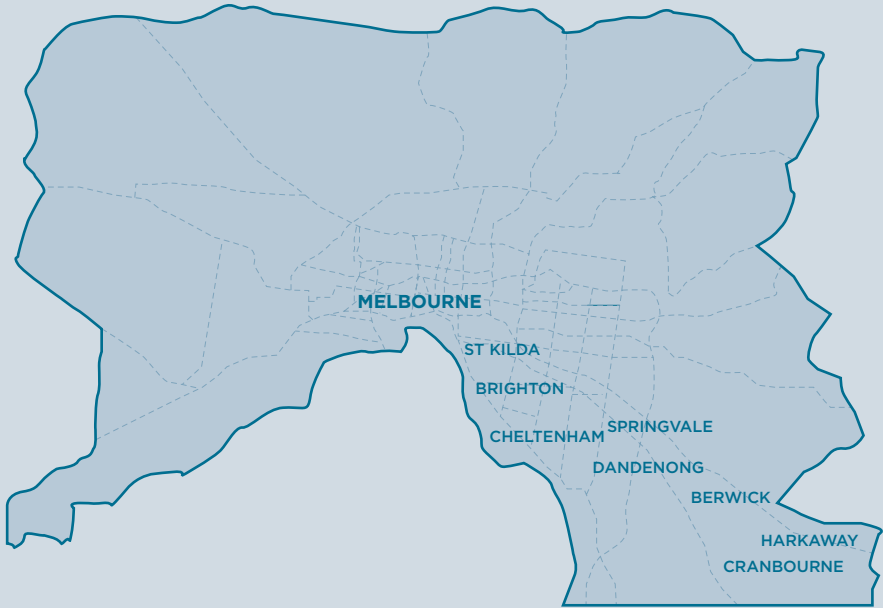 MELBOURNE
ST KILDA
BRIGHTON
SPRINGVALE
CHELTENHAM
DANDENONG
BERWICK
HARKAWAY
CRANBOURNE